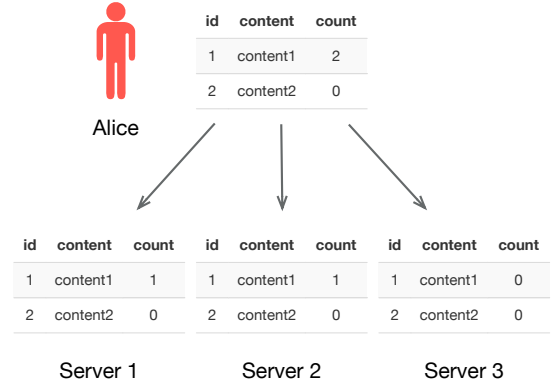 id content count
1 content1 2
2 content2 0
Alice
id content count id content count id content count
1 content1 1 1 content1 1 1 content1 0
2 content2 0 2 content2 0 2 content2 0
Server 1 Server 2 Server 3